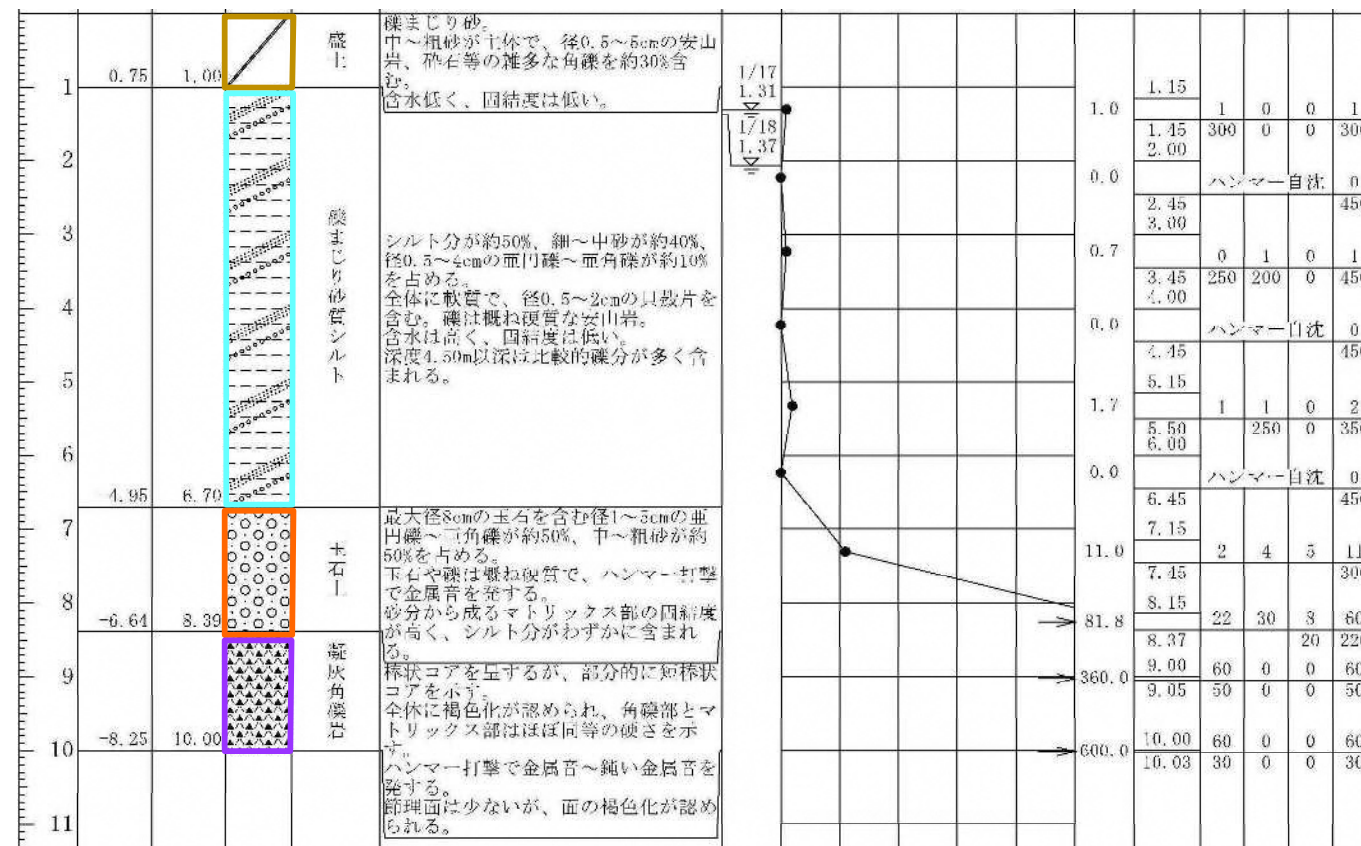 礫まじり砂。
中～粗砂が主体で、径0.5～5cmの安山
岩、砕石等の雑多な角礫を約30%含
む。
含水低く、固結度は低い。
盛土
0.75 1.00
1
1/17
1.31
1/18
1.37
1.0
1.15
1 0 0 1
1.45 300 0 0 300
2.00
2
0.0
ハンマー自沈 0
2.45 450
3.00
礫まじり砂質シルト
シルト分が約50%、細～中砂が約40%、
径0.5～4cmの亜円礫～亜角礫が約10%
を占める。
全体に軟質で、径0.5～2cmの貝殻片を
含む。礫は概ね硬質な安山岩。
含水は高く、固結度は低い。
深度4.50m以深は比較的礫分が多く含
まれる。
3
0.7
0 1 0 1
3.45 250 200 0 450
4.00
4
0.0
ハンマー自沈 0
4.45 450
5
5.15
1.7
1 1 0 2
5.50 250 0 350
6.00
6
0.0
ハンマー自沈 0
-4.95 6.70
6.45 450
玉石土
最大径8cmの玉石を含む径1～5cmの亜
円礫～亜角礫が約50%、中～粗砂が約
50%を占める。
玉石や礫は概ね硬質で、ハンマー打撃
で金属音を発する。
砂分から成るマトリックス部の固結度
が高く、シルト分がわずかに含まれ
る。
7
7.15
11.0
2 4 5 11
7.45 300
8
8.15
-6.64 8.39
81.8
22 30 8 60
8.37 20 220
凝灰角礫岩
棒状コアを呈するが、部分的に短棒状
コアを示す。
全体に褐色化が認められ、角礫部とマ
トリックス部はほぼ同等の硬さを示
す。
ハンマー打撃で金属音～鈍い金属音を
発する。
節理面は少ないが、面の褐色化が認め
られる。
9
360.0
9.00 60 0 0 60
9.05 50 0 0 50
-8.25 10.00
10
600.0
10.00 60 0 0 60
10.03 30 0 0 30
11